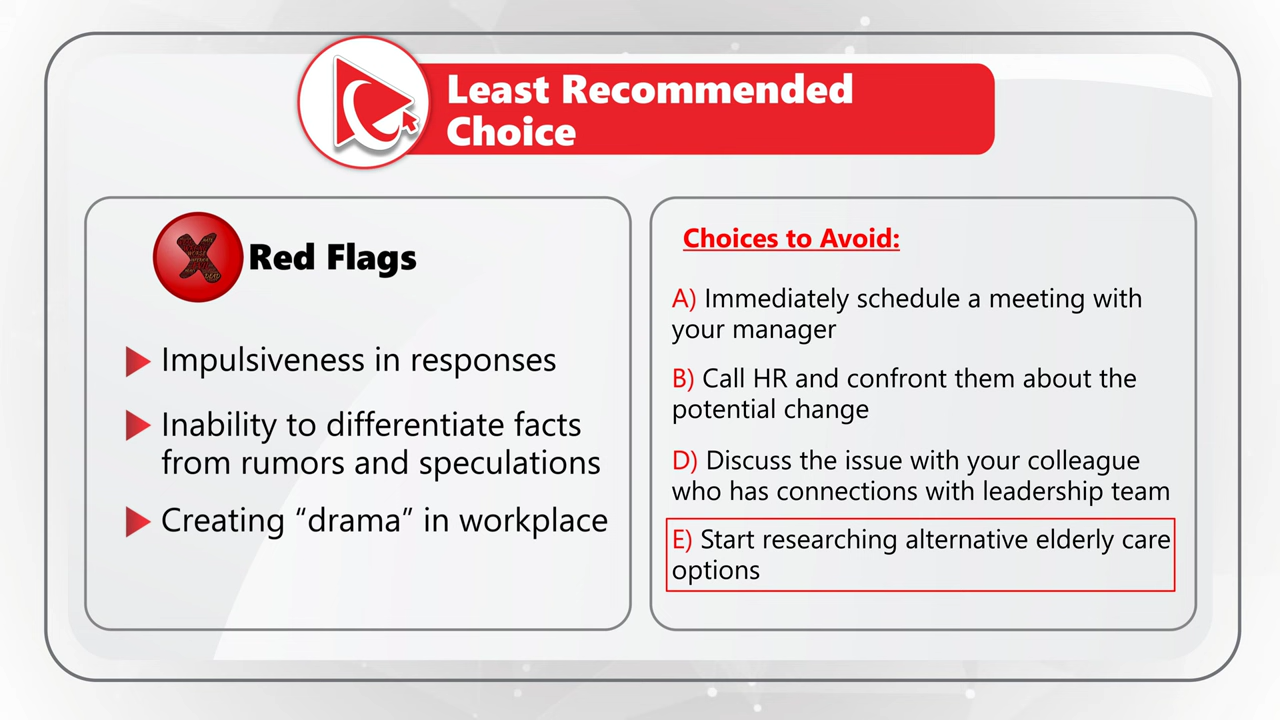 Least Recommended
Choice
Red Flags
Impulsiveness in responses
Inability to differentiate facts
from rumors and speculations
Creating “drama” in workplace
Choices to Avoid:
A) Immediately schedule a meeting with
your manager
B) Call HR and confront them about the
potential change
D) Discuss the issue with your colleague
who has connections with leadership team
E) Start researching alternative elderly care
options